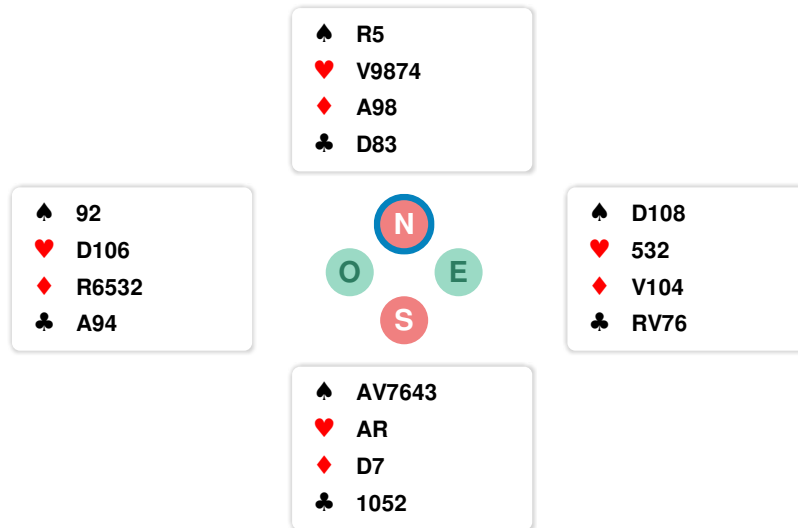 ♠ R5
♥ V9874
♦ A98
♣ D83
♠ 92
♥ D106
♦ R6532
♣ A94
N
O E
S
♠ D108
♥ 532
♦ V104
♣ RV76
♠ AV7643
♥ AR
♦ D7
♣ 1052